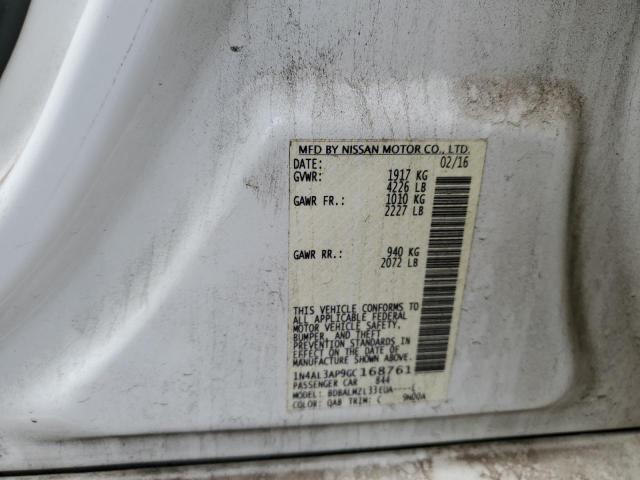 MFD BY NISSAN MOTOR CO., LTD.
DATE: 02/16
GVWR: 1917 KG
4226 LB
GAWR FR.: 1010 KG
2227 LB
GAWR RR.: 940 KG
2072 LB
THIS VEHICLE CONFORMS TO
ALL APPLICABLE FEDERAL
MOTOR VEHICLE SAFETY,
BUMPER, AND THEFT
PREVENTION STANDARDS IN
EFFECT ON THE DATE OF
MANUFACTURE SHOWN ABOVE.
1N4AL3AP9GC168761
PASSENGER CAR 844
MODEL:
COLOR: QAB TRIM: C